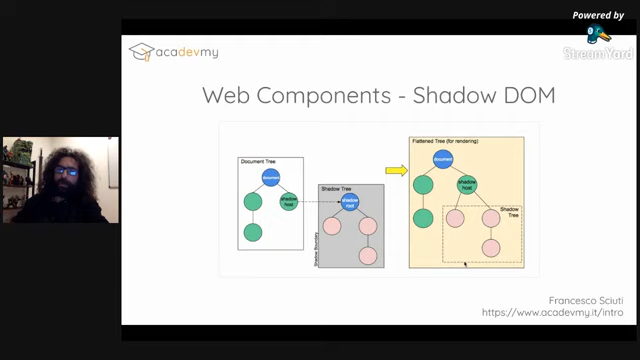 Powered by
StreamYard
acadevmy
Web Components - Shadow DOM
Document Tree
document
shadow
host
Shadow Tree
shadow
root
Shadow Boundary
Flattened Tree (for rendering)
document
shadow
host
Shadow
Tree
Francesco Sciuti
https://www.acadevmy.it/intro